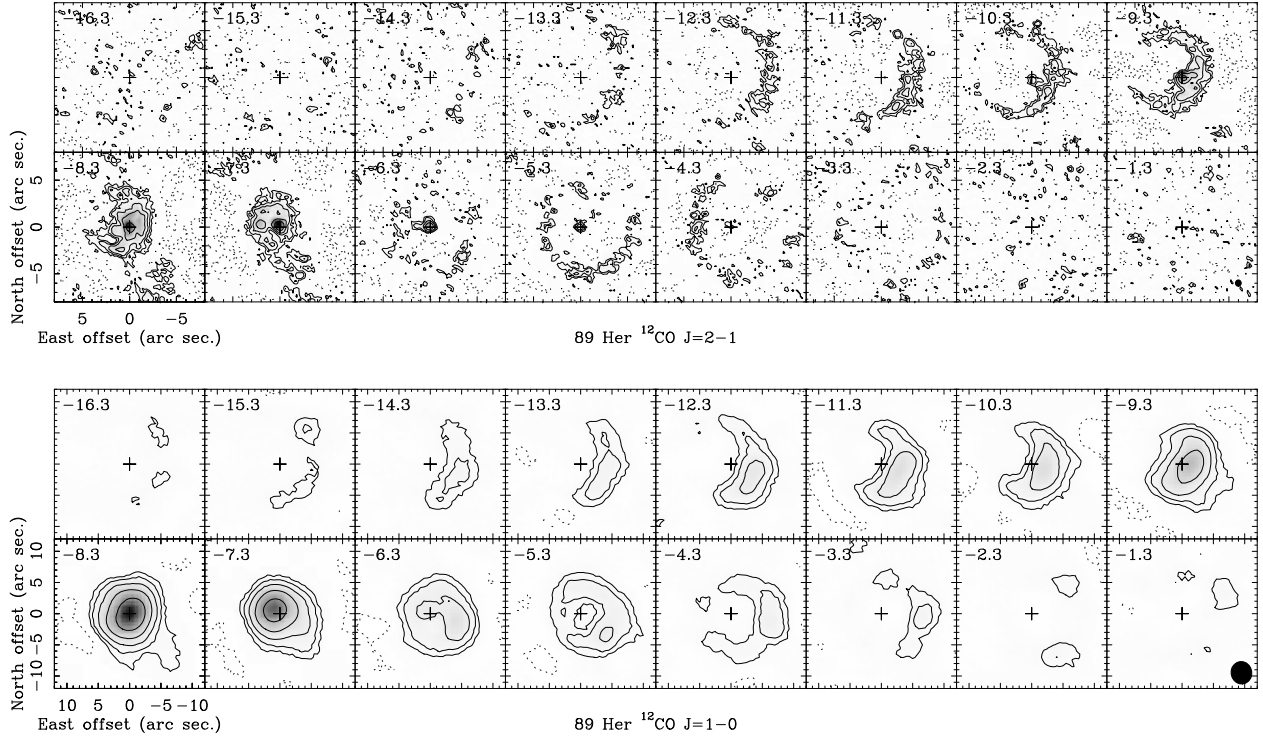 −16.3 −15.3 −14.3 −13.3 −12.3 −11.3 −10.3 −9.3
−8.3 −7.3 −6.3 −5.3 −4.3 −3.3 −2.3 −1.3
5
0
−5
North offset (arc sec.)
5 0 −5
East offset (arc sec.)
89 Her ¹²CO J=2−1
−16.3 −15.3 −14.3 −13.3 −12.3 −11.3 −10.3 −9.3
−8.3 −7.3 −6.3 −5.3 −4.3 −3.3 −2.3 −1.3
10
5
0
−5
−10
North offset (arc sec.)
10 5 0 −5 −10
East offset (arc sec.)
89 Her ¹²CO J=1−0